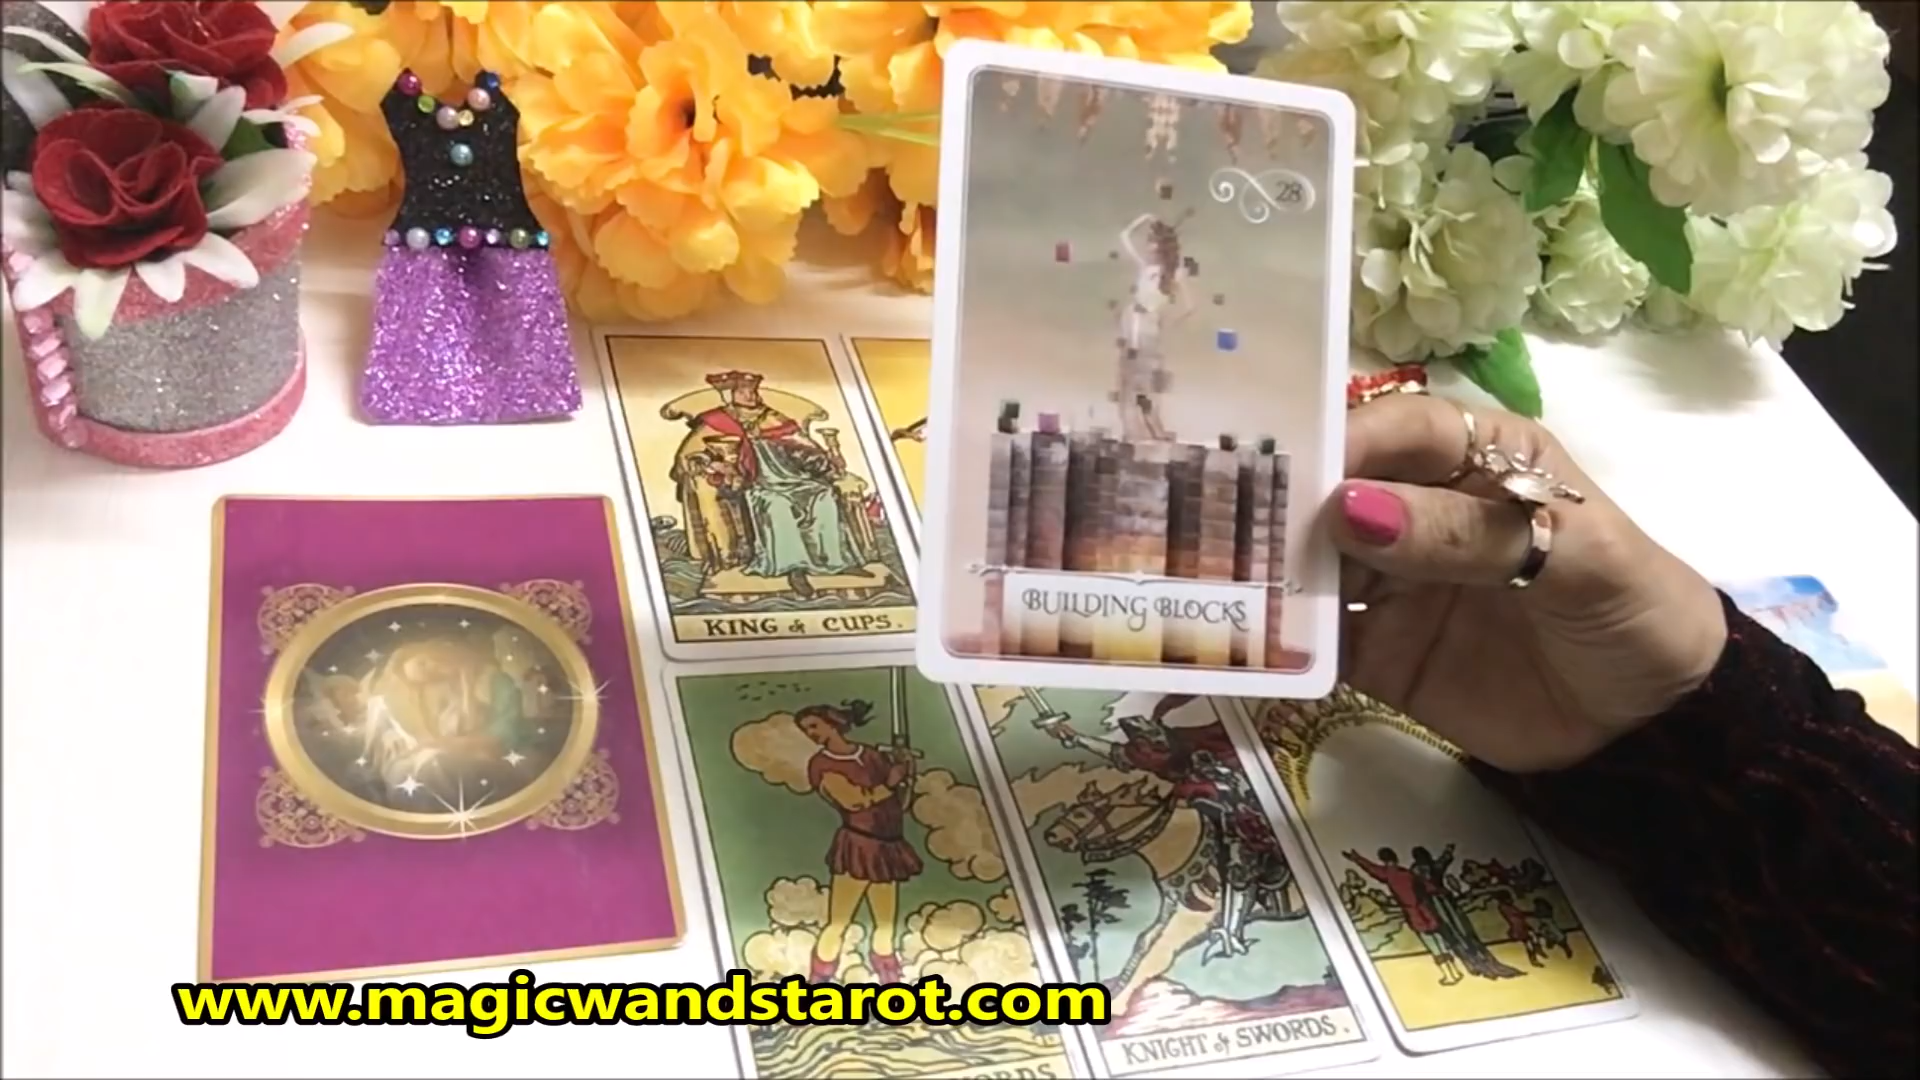 28
BUILDING BLOCKS
KING of CUPS.
KNIGHT of SWORDS.
www.magicwandstarot.com